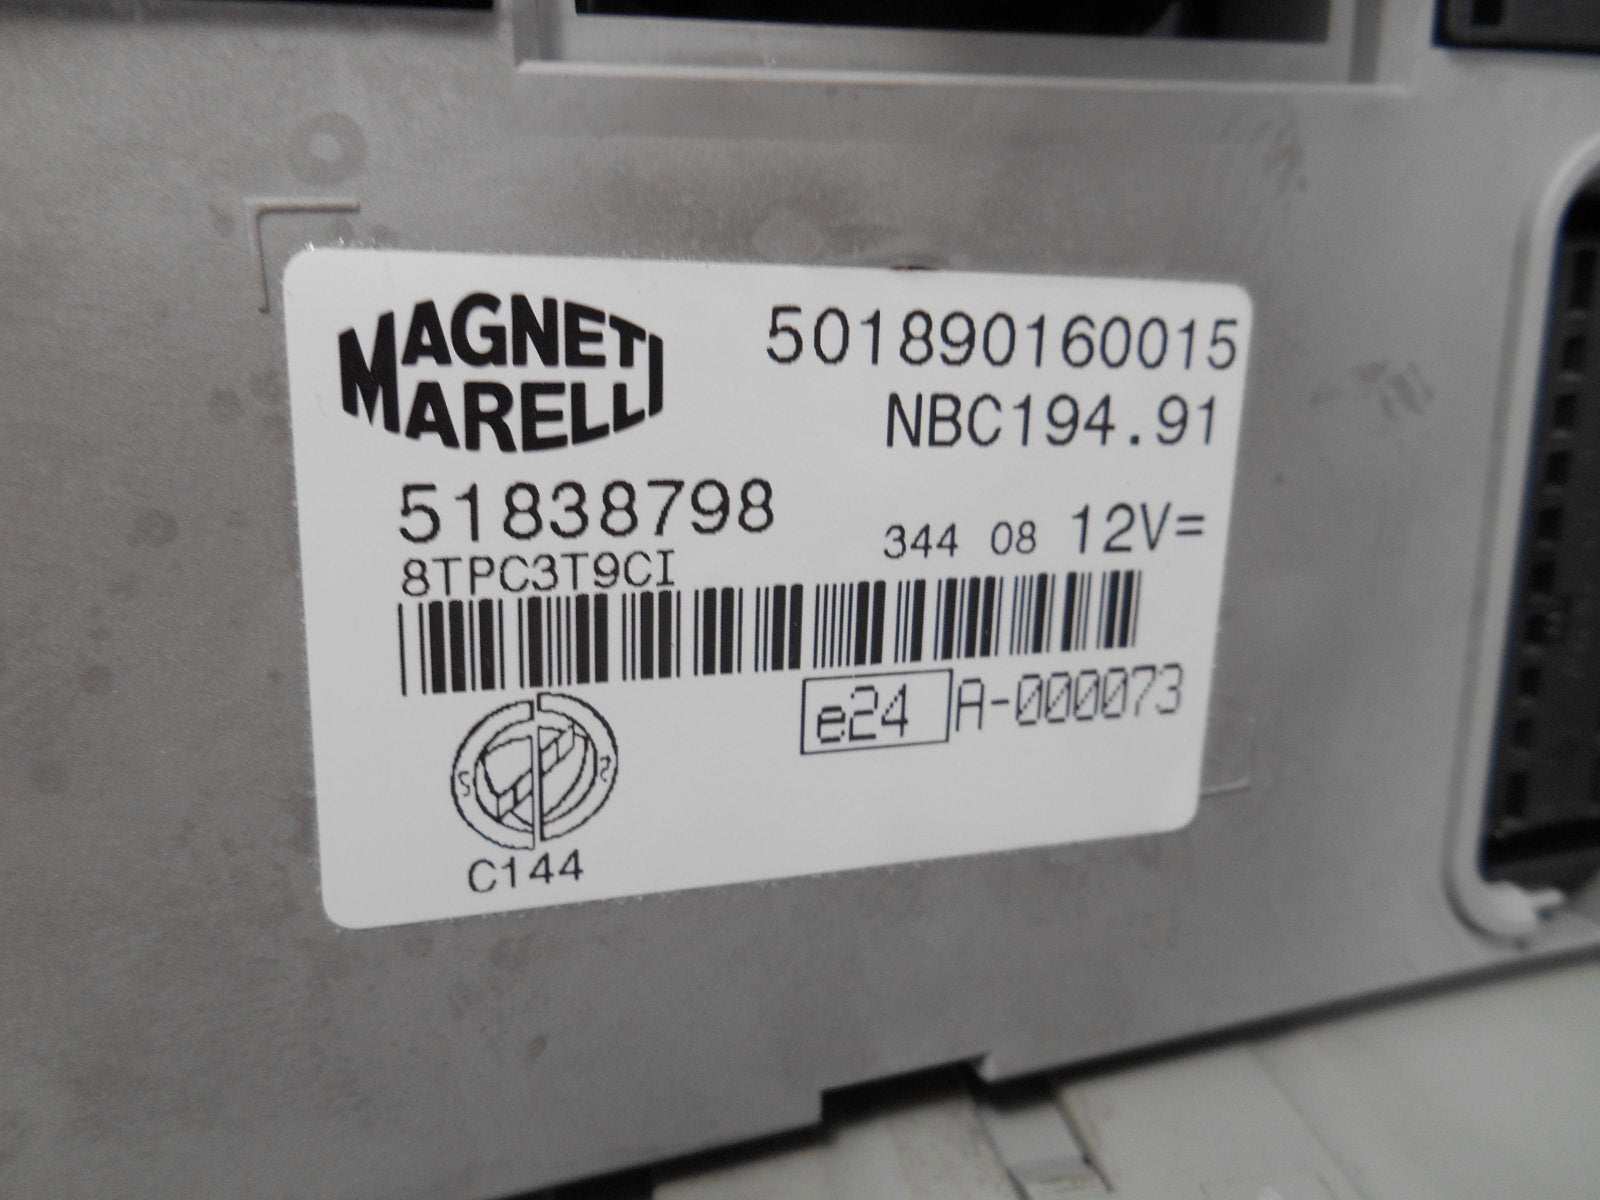 MAGNETI
MARELLI
501890160015
NBC194.91
51838798
344 08 12V=
8TPC3T9CI
e24 A-000073
C144